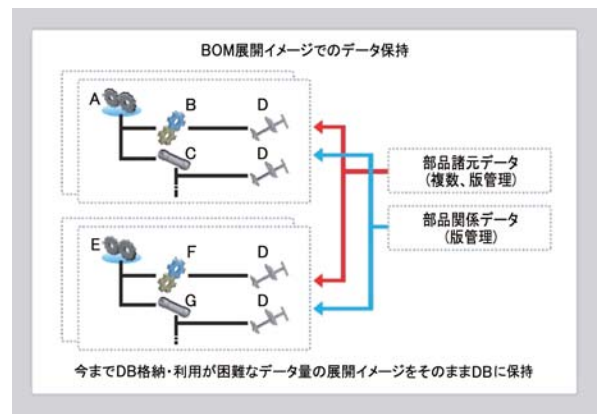 BOM展開イメージでのデータ保持
A
B
D
C
D
E
F
D
G
D
部品諸元データ
(複数、版管理)
部品関係データ
(版管理)
今までDB格納・利用が困難なデータ量の展開イメージをそのままDBに保持